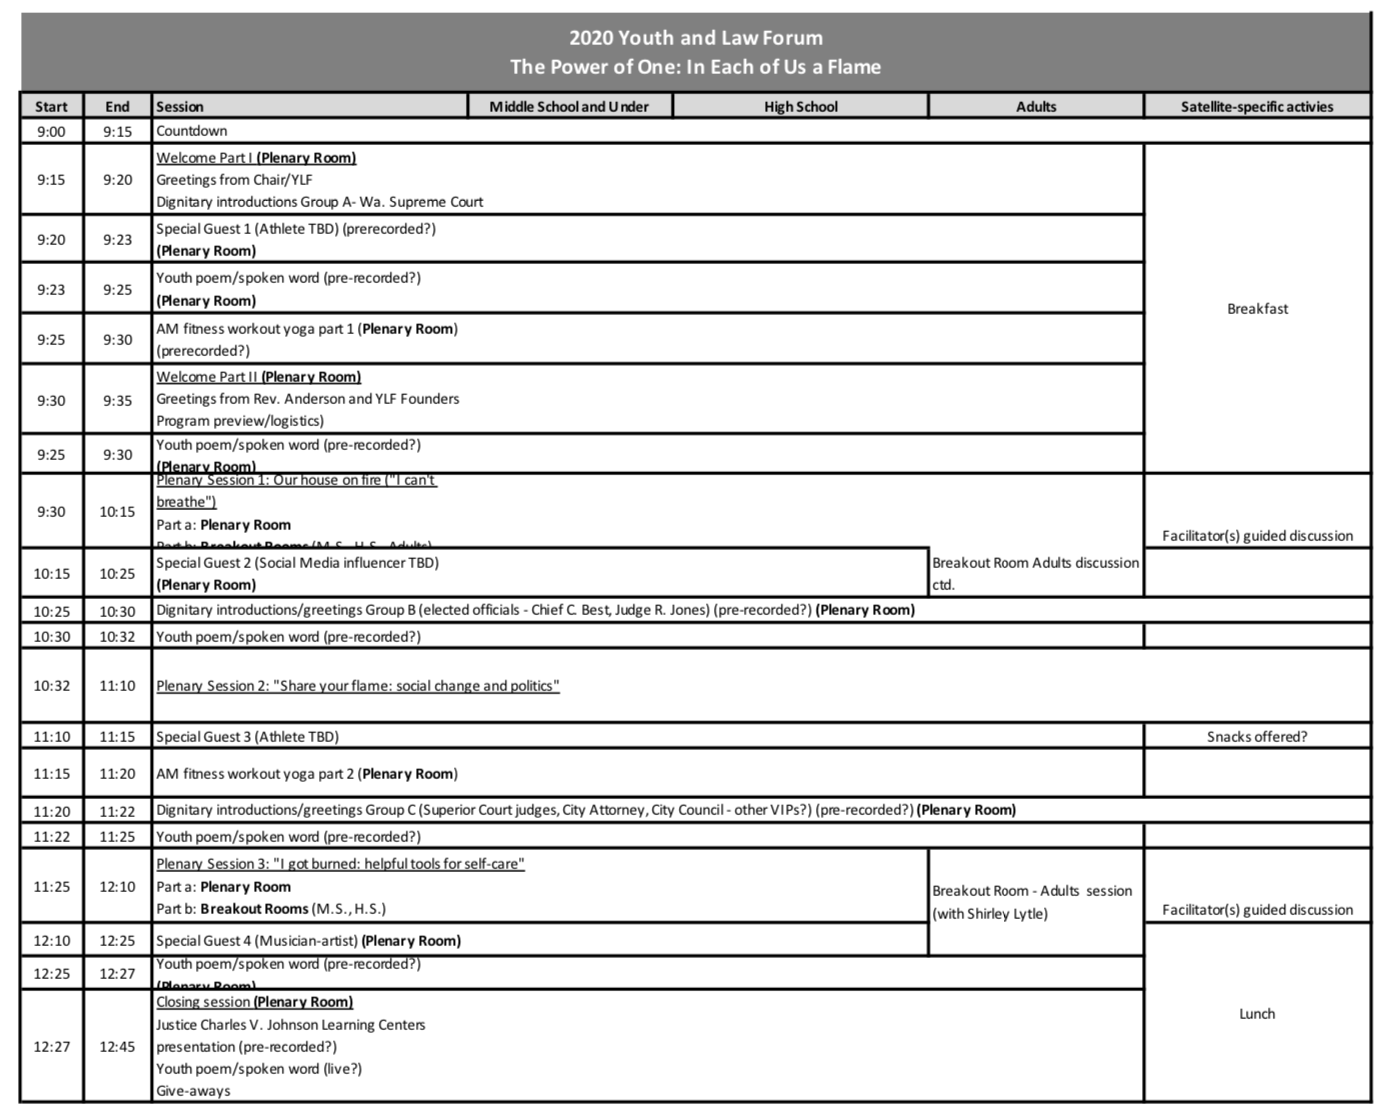 2020 Youth and Law Forum
The Power of One: In Each of Us a Flame
Start End Session Middle School and Under High School Adults Satellite-specific activies
9:00 9:15 Countdown
Welcome Part I (Plenary Room)
9:15 9:20 Greetings from Chair/YLF
Dignitary introductions Group A- Wa. Supreme Court
9:20 9:23 Special Guest 1 (Athlete TBD) (prerecorded?)
(Plenary Room)
9:23 9:25 Youth poem/spoken word (pre-recorded?)
(Plenary Room)
Breakfast
9:25 9:30 AM fitness workout yoga part 1 (Plenary Room)
(prerecorded?)
Welcome Part II (Plenary Room)
9:30 9:35 Greetings from Rev. Anderson and YLF Founders
Program preview/logistics)
9:25 9:30 Youth poem/spoken word (pre-recorded?)
(Plenary Room)
Plenary Session 1: Our house on fire ("I can't
breathe")
9:30 10:15 Part a: Plenary Room
Part b: Breakout Rooms (M.S., H.S., Adults)
Facilitator(s) guided discussion
10:15 10:25 Special Guest 2 (Social Media influencer TBD)
(Plenary Room)
Breakout Room Adults discussion
ctd.
10:25 10:30 Dignitary introductions/greetings Group B (elected officials - Chief C. Best, Judge R. Jones) (pre-recorded?) (Plenary Room)
10:30 10:32 Youth poem/spoken word (pre-recorded?)
10:32 11:10 Plenary Session 2: "Share your flame: social change and politics"
11:10 11:15 Special Guest 3 (Athlete TBD) Snacks offered?
11:15 11:20 AM fitness workout yoga part 2 (Plenary Room)
11:20 11:22 Dignitary introductions/greetings Group C (Superior Court judges, City Attorney, City Council - other VIPs?) (pre-recorded?) (Plenary Room)
11:22 11:25 Youth poem/spoken word (pre-recorded?)
Plenary Session 3: "I got burned: helpful tools for self-care"
11:25 12:10 Part a: Plenary Room
Part b: Breakout Rooms (M.S., H.S.)
Breakout Room - Adults session
(with Shirley Lytle)
Facilitator(s) guided discussion
12:10 12:25 Special Guest 4 (Musician-artist) (Plenary Room)
12:25 12:27 Youth poem/spoken word (pre-recorded?)
(Plenary Room)
Closing session (Plenary Room)
Lunch
Justice Charles V. Johnson Learning Centers
12:27 12:45 presentation (pre-recorded?)
Youth poem/spoken word (live?)
Give-aways